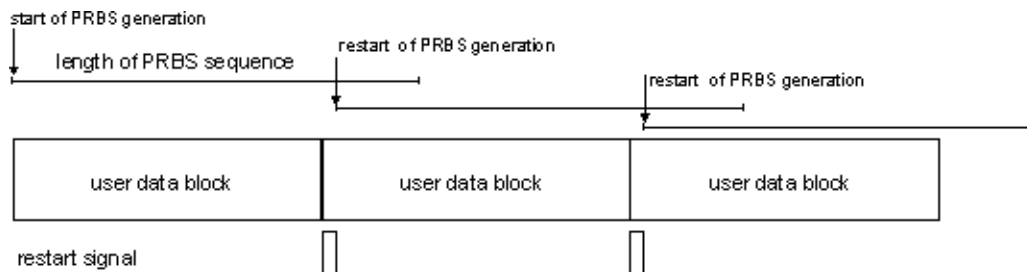 start of PRBS generation
restart of PRBS generation
length of PRBS sequence
restart of PRBS generation
user data block
user data block
user data block
restart signal